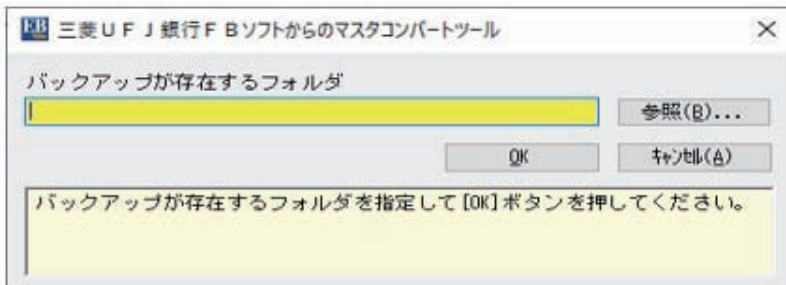 EB 三菱ＵＦＪ銀行ＦＢソフトからのマスタコンバートツール
バックアップが存在するフォルダ
参照(B)...
OK
ｷｬﾝｾﾙ(A)
バックアップが存在するフォルダを指定して[OK]ボタンを押してください。